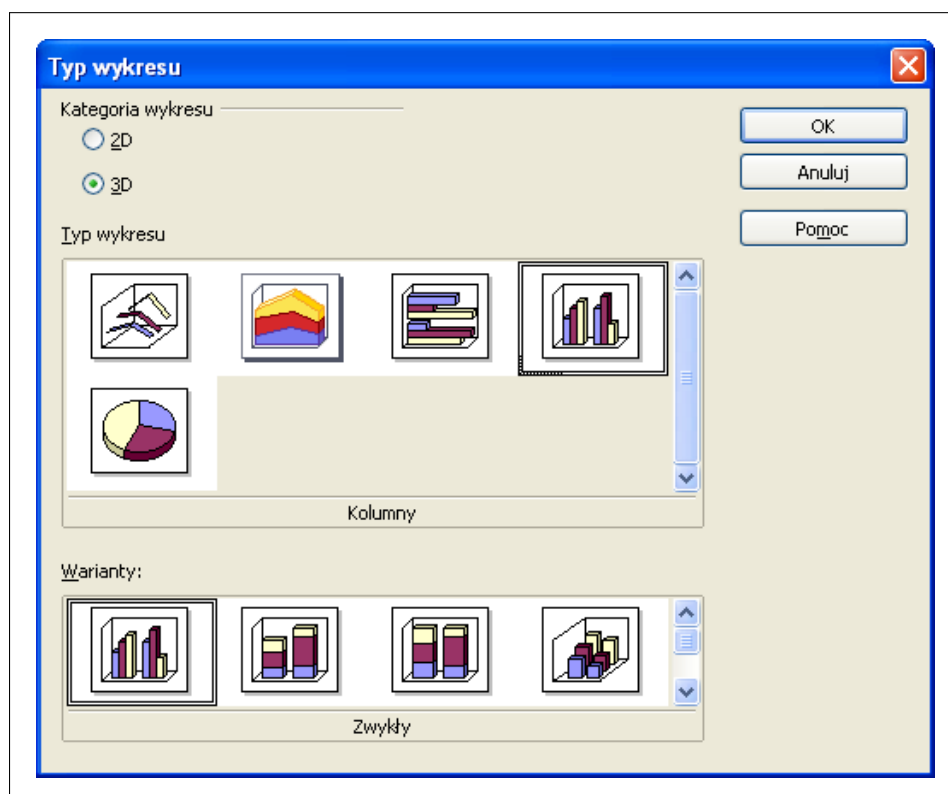 Typ wykresu
Kategoria wykresu
2D
3D
OK
Anuluj
Pomoc
Typ wykresu
Kolumny
Warianty:
Zwykły